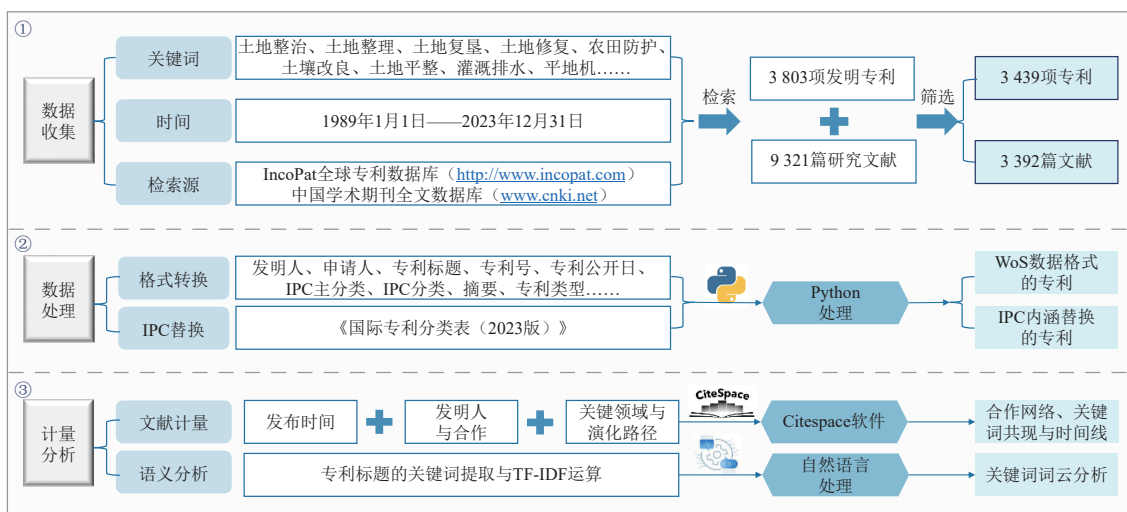 ①
关键词
土地整治、土地整理、土地复垦、土地修复、农田防护、
土壤改良、土地平整、灌溉排水、平地机……
数据
收集
时间
1989年1月1日——2023年12月31日
检索源
IncoPat全球专利数据库（http://www.incopat.com）
中国学术期刊全文数据库（www.cnki.net）
检索
3 803项发明专利
9 321篇研究文献
筛选
3 439项专利
3 392篇文献
②
数据
处理
格式转换
发明人、申请人、专利标题、专利号、专利公开日、
IPC主分类、IPC分类、摘要、专利类型……
IPC替换
《国际专利分类表（2023版）》
Python
处理
WoS数据格式
的专利
IPC内涵替换
的专利
③
计量
分析
文献计量
发布时间
发明人
与合作
关键领域与
演化路径
CiteSpace
Citespace软件
合作网络、关键
词共现与时间线
语义分析
专利标题的关键词提取与TF-IDF运算
自然语言
处理
关键词词云分析